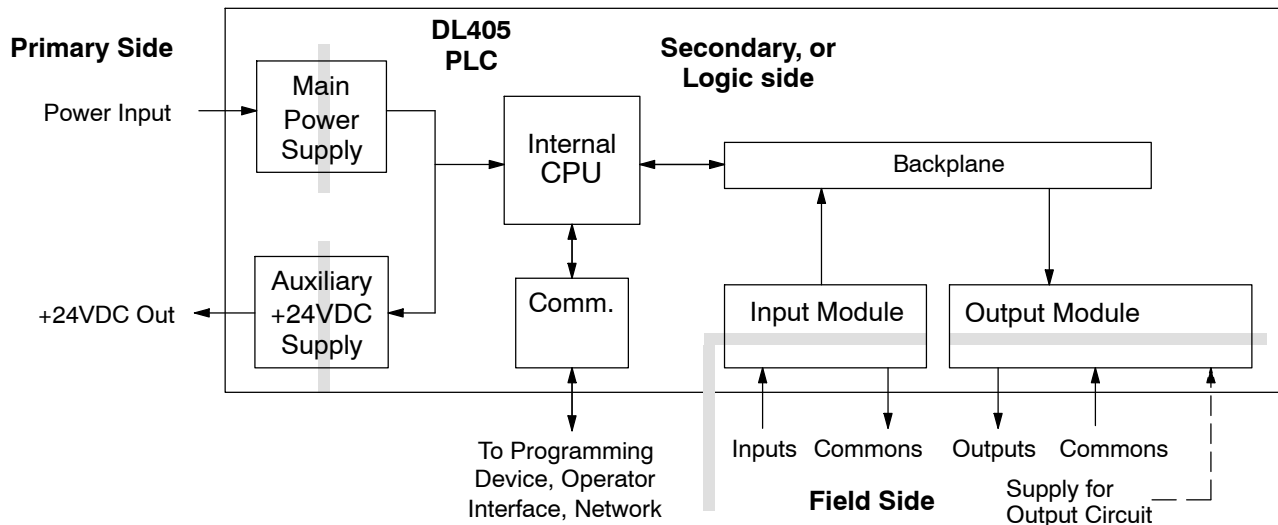 Primary Side
DL405
PLC
Secondary, or
Logic side
Power Input
Main
Power
Supply
Internal
CPU
Backplane
+24VDC Out
Auxiliary
+24VDC
Supply
Comm.
Input Module
Output Module
Inputs
Commons
Outputs
Commons
To Programming
Device, Operator
Interface, Network
Field Side
Supply for
Output Circuit